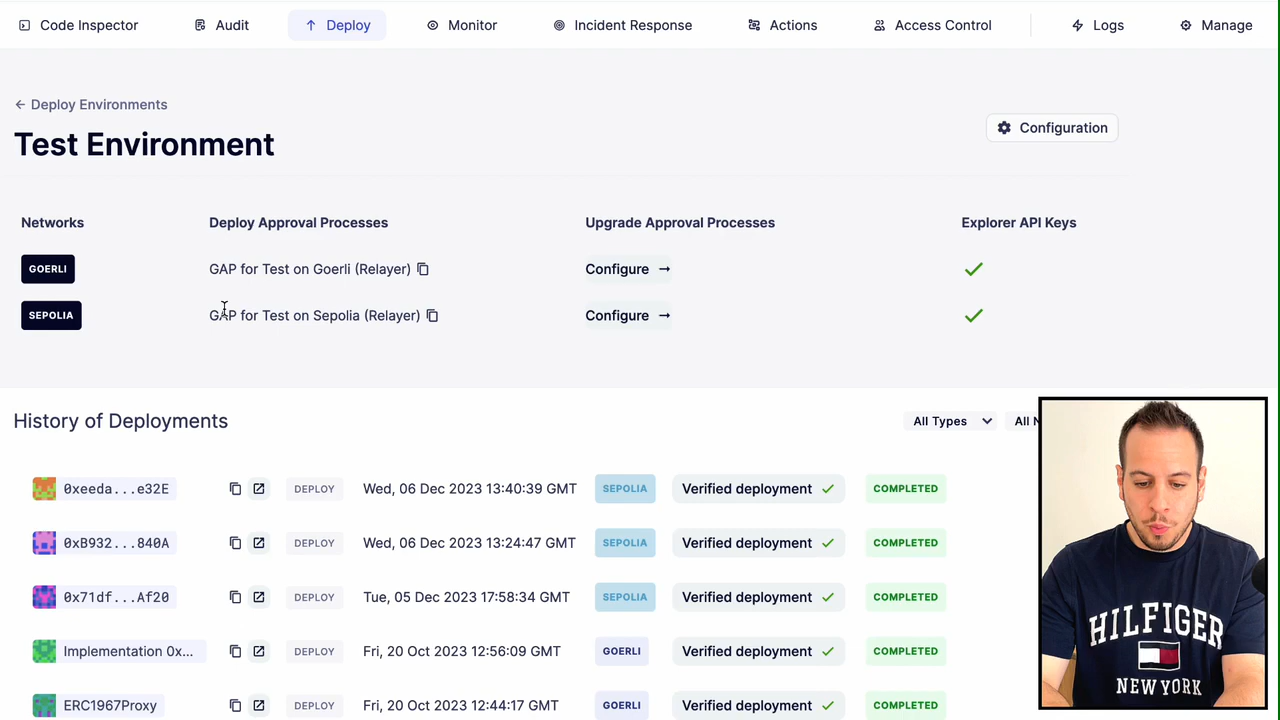 Code Inspector Audit Deploy Monitor Incident Response Actions Access Control Logs Manage
← Deploy Environments
Test Environment
Configuration
Networks Deploy Approval Processes Upgrade Approval Processes Explorer API Keys
GOERLI GAP for Test on Goerli (Relayer) Configure →
SEPOLIA GAP for Test on Sepolia (Relayer) Configure →
History of Deployments All Types All N
0xeeda...e32E DEPLOY Wed, 06 Dec 2023 13:40:39 GMT SEPOLIA Verified deployment COMPLETED
0xB932...840A DEPLOY Wed, 06 Dec 2023 13:24:47 GMT SEPOLIA Verified deployment COMPLETED
0x71df...Af20 DEPLOY Tue, 05 Dec 2023 17:58:34 GMT SEPOLIA Verified deployment COMPLETED
Implementation 0x... DEPLOY Fri, 20 Oct 2023 12:56:09 GMT GOERLI Verified deployment COMPLETED
ERC1967Proxy DEPLOY Fri, 20 Oct 2023 12:44:17 GMT GOERLI Verified deployment COMPLETED
HILFIGER
NEW YORK